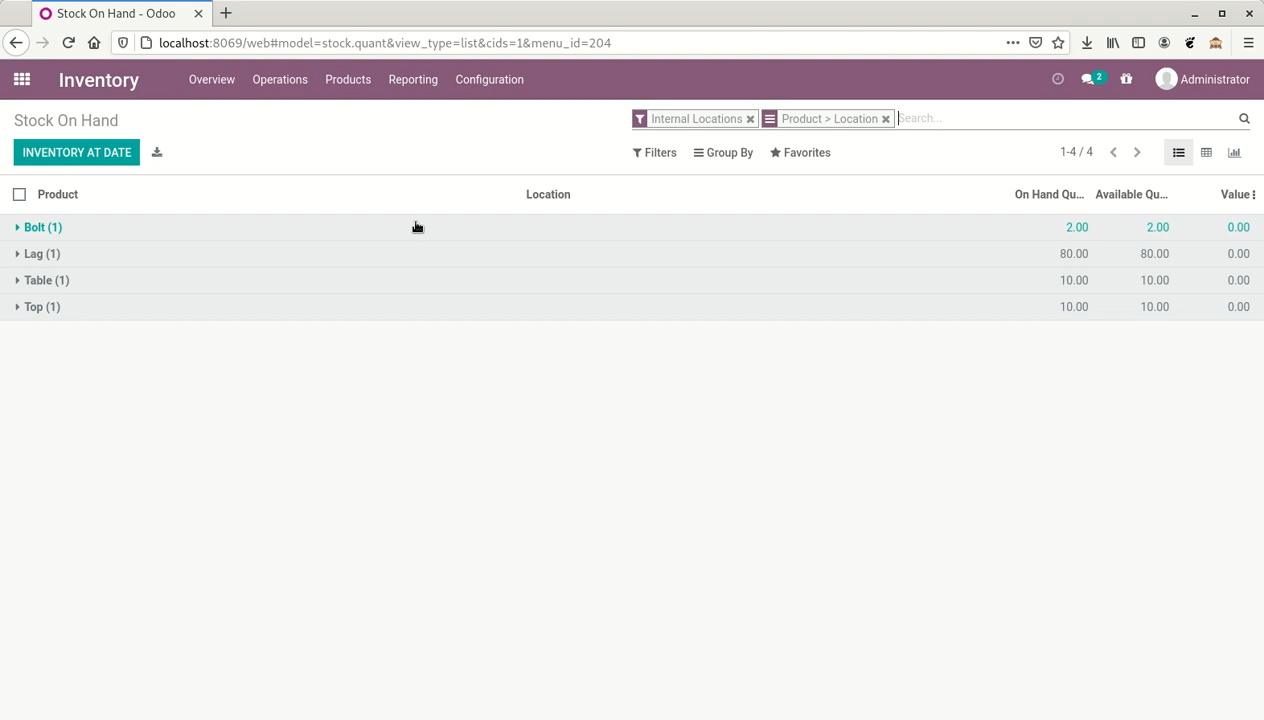 Stock On Hand - Odoo
localhost:8069/web#model=stock.quant&view_type=list&cids=1&menu_id=204
Inventory Overview Operations Products Reporting Configuration 2 Administrator
Stock On Hand Internal Locations Product > Location Search...
INVENTORY AT DATE Filters Group By Favorites 1-4 / 4
Product Location On Hand Qu... Available Qu... Value
Bolt (1) 2.00 2.00 0.00
Lag (1) 80.00 80.00 0.00
Table (1) 10.00 10.00 0.00
Top (1) 10.00 10.00 0.00